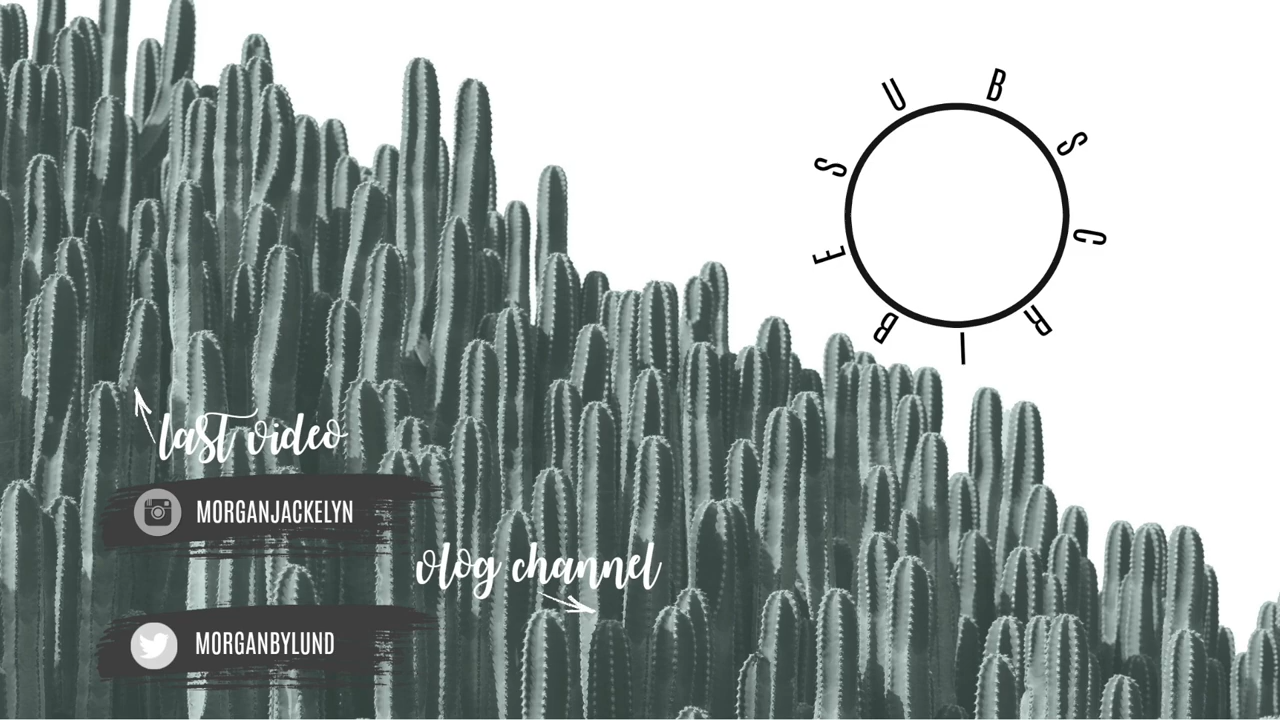 SUBSCRIBE
last video
MORGANJACKELYN
vlog channel
MORGANBYLUND